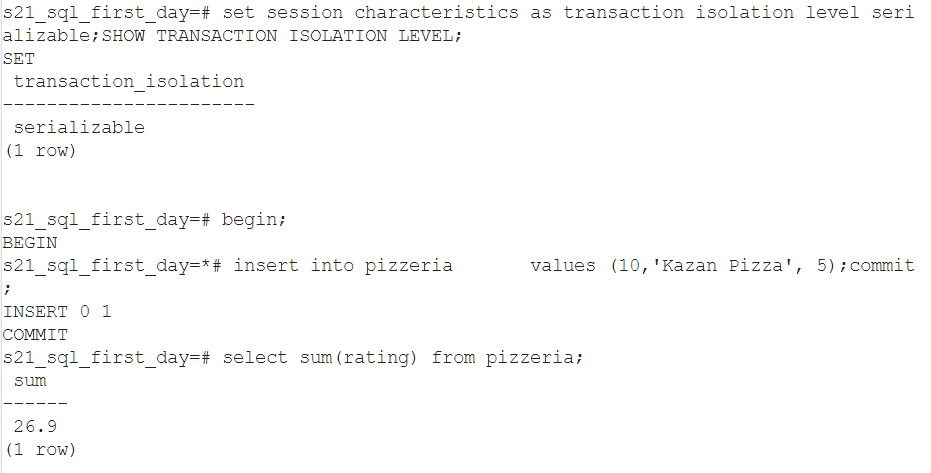 s21_sql_first_day=# set session characteristics as transaction isolation level seri
alizable;SHOW TRANSACTION ISOLATION LEVEL;
SET
 transaction_isolation
-----------------------
 serializable
(1 row)
s21_sql_first_day=# begin;
BEGIN
s21_sql_first_day=*# insert into pizzeria       values (10,'Kazan Pizza', 5);commit
;
INSERT 0 1
COMMIT
s21_sql_first_day=# select sum(rating) from pizzeria;
 sum
------
 26.9
(1 row)